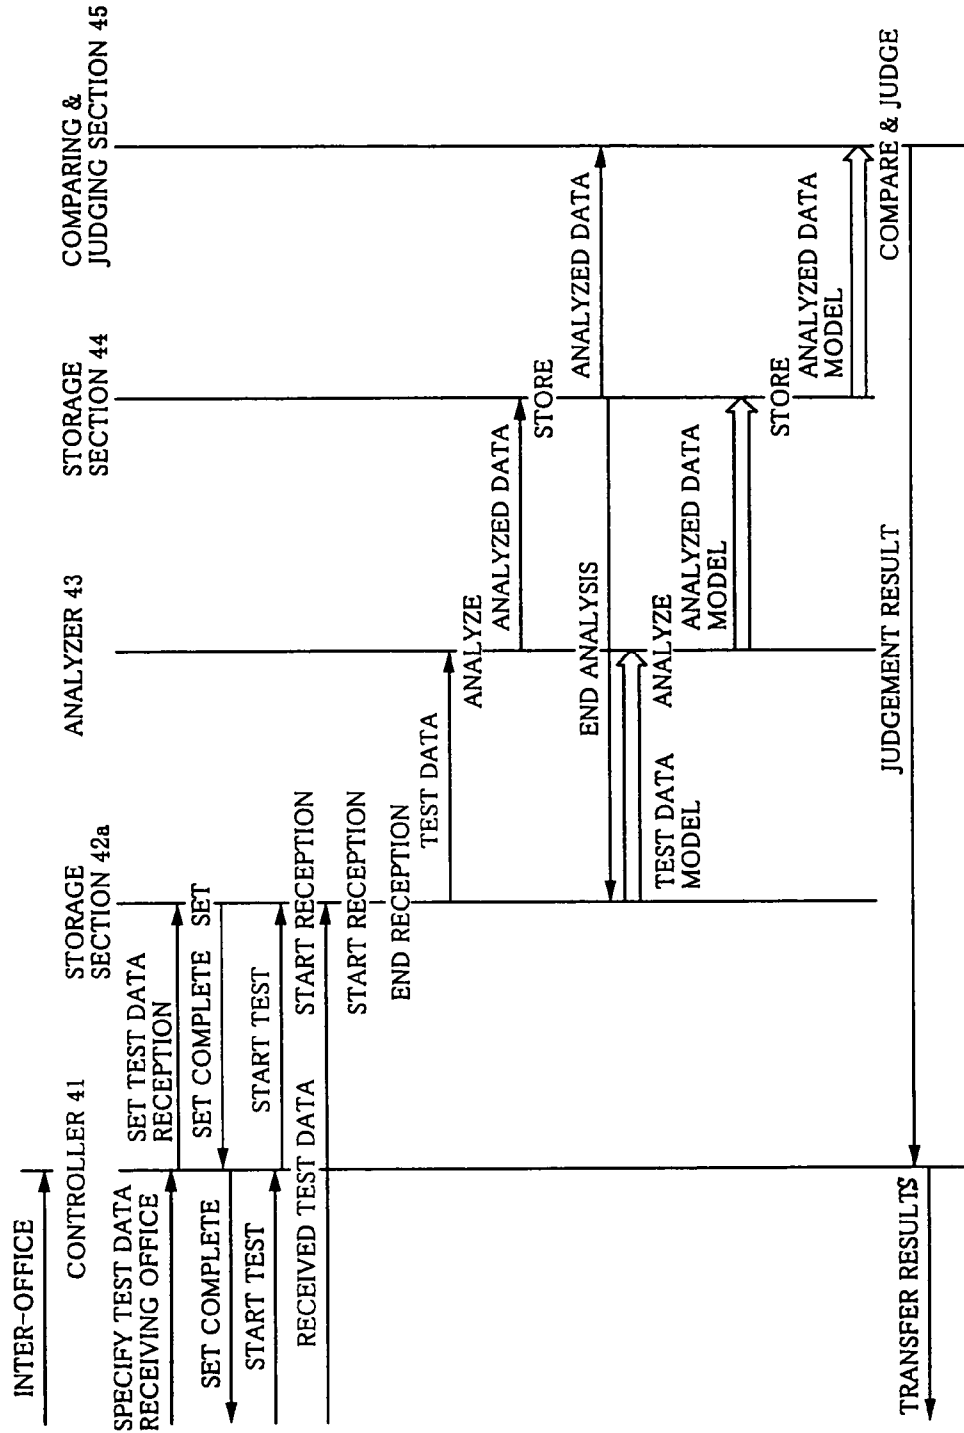 INTER-OFFICE
CONTROLLER 41
STORAGE
SECTION 42a
ANALYZER 43
STORAGE
SECTION 44
COMPARING &
JUDGING SECTION 45
SPECIFY TEST DATA
RECEIVING OFFICE
SET TEST DATA
RECEPTION
SET COMPLETE
SET COMPLETE
SET
START TEST
START TEST
RECEIVED TEST DATA
START RECEPTION
START RECEPTION
END RECEPTION
TEST DATA
ANALYZE
ANALYZED DATA
STORE
ANALYZED DATA
END ANALYSIS
TEST DATA
MODEL
ANALYZE
ANALYZED DATA
MODEL
STORE
ANALYZED DATA
MODEL
COMPARE & JUDGE
JUDGEMENT RESULT
TRANSFER RESULTS